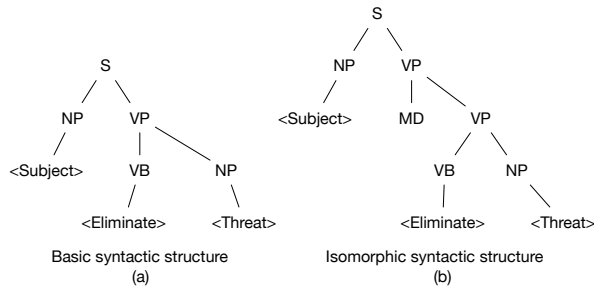 S
NP VP
<Subject> VB NP
<Eliminate> <Threat>
Basic syntactic structure
(a)
S
NP VP
<Subject> MD VP
VB NP
<Eliminate> <Threat>
Isomorphic syntactic structure
(b)